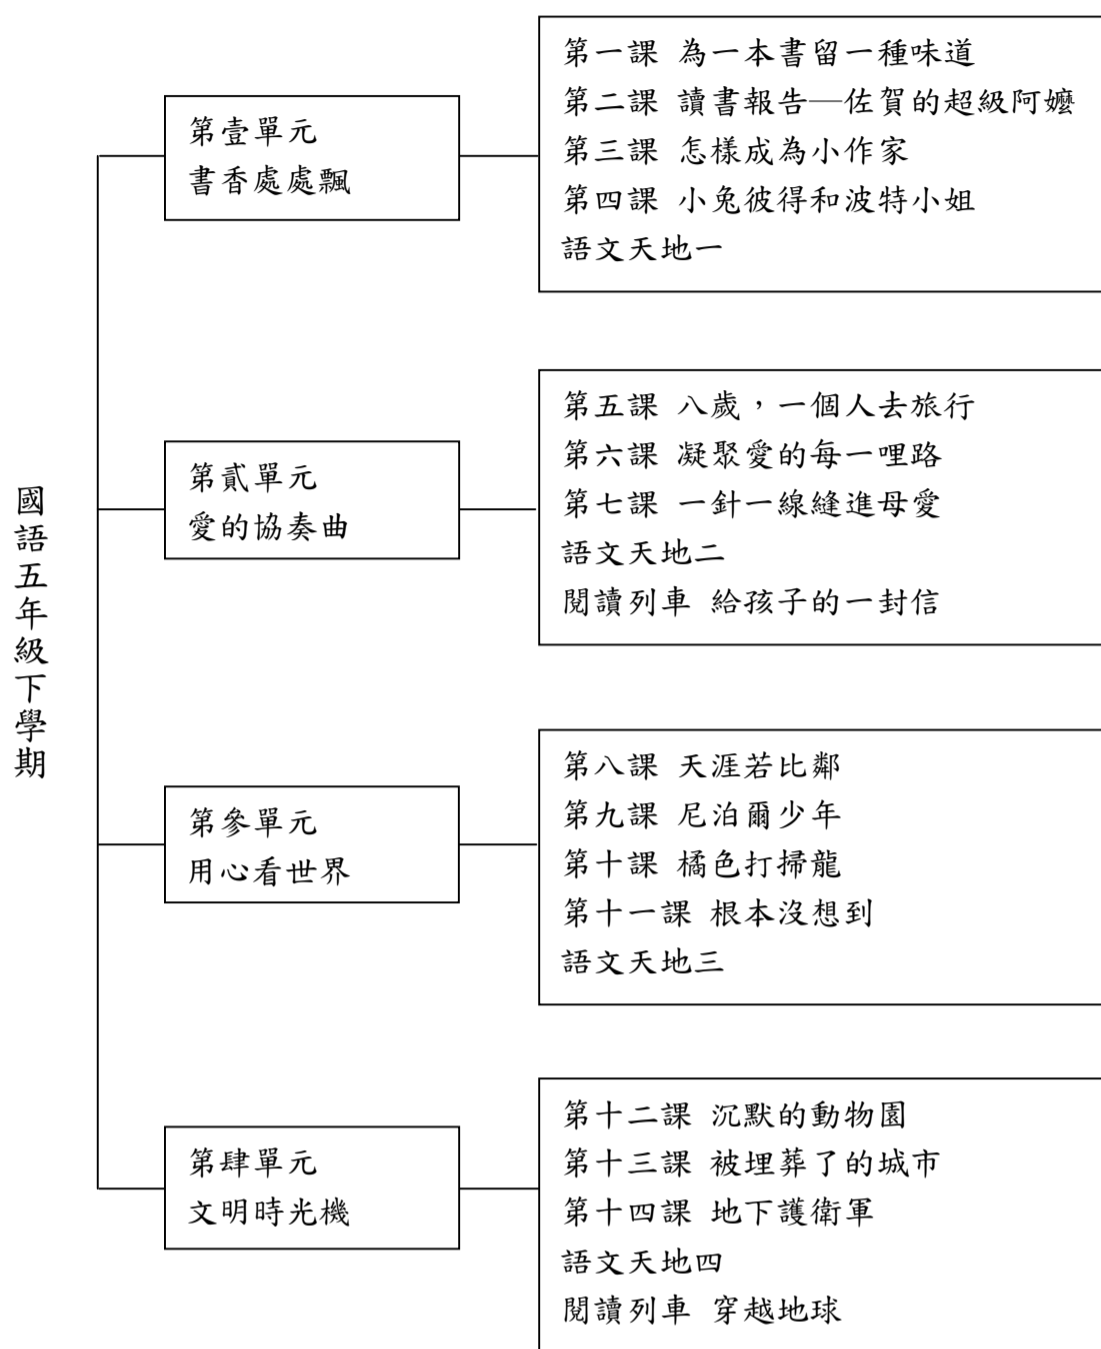 國語五年級下學期
第壹單元
書香處處飄
第一課 為一本書留一種味道
第二課 讀書報告—佐賀的超級阿嬤
第三課 怎樣成為小作家
第四課 小兔彼得和波特小姐
語文天地一
第貳單元
愛的協奏曲
第五課 八歲，一個人去旅行
第六課 凝聚愛的每一哩路
第七課 一針一線縫進母愛
語文天地二
閱讀列車 給孩子的一封信
第參單元
用心看世界
第八課 天涯若比鄰
第九課 尼泊爾少年
第十課 橘色打掃龍
第十一課 根本沒想到
語文天地三
第肆單元
文明時光機
第十二課 沉默的動物園
第十三課 被埋葬了的城市
第十四課 地下護衛軍
語文天地四
閱讀列車 穿越地球